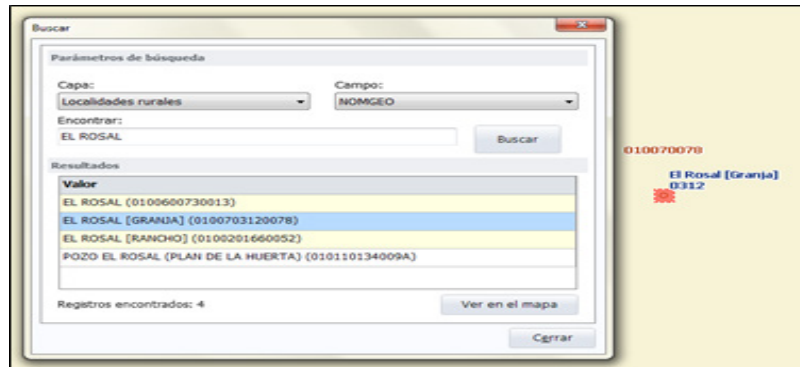 Buscar
Parámetros de búsqueda
Capa:
Campo:
Localidades rurales
NOMGEO
Encontrar:
EL ROSAL
Buscar
Resultados
Valor
EL ROSAL (0100600730013)
EL ROSAL [GRANJA] (0100703120078)
EL ROSAL [RANCHO] (0100201660052)
POZO EL ROSAL (PLAN DE LA HUERTA) (010110134009A)
Registros encontrados: 4
Ver en el mapa
Cerrar
010070078
El Rosal [Granja]
0312